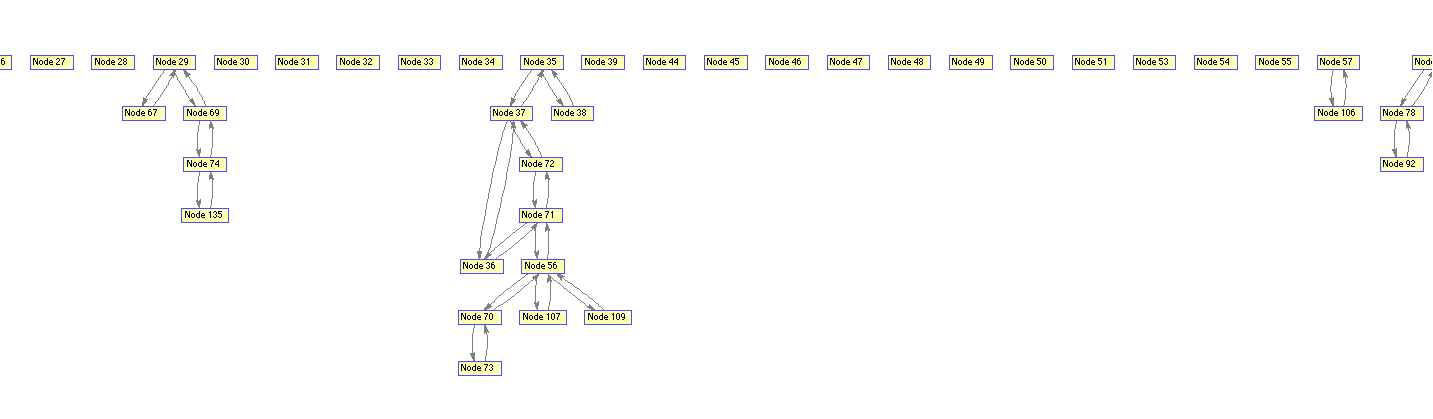 6 Node 27 Node 28 Node 29 Node 30 Node 31 Node 32 Node 33 Node 34 Node 35 Node 39 Node 44 Node 45 Node 46 Node 47 Node 48 Node 49 Node 50 Node 51 Node 53 Node 54 Node 55 Node 57 Node
Node 67 Node 69 Node 37 Node 38 Node 106 Node 78
Node 74 Node 72 Node 92
Node 135 Node 71
Node 36 Node 56
Node 70 Node 107 Node 109
Node 73